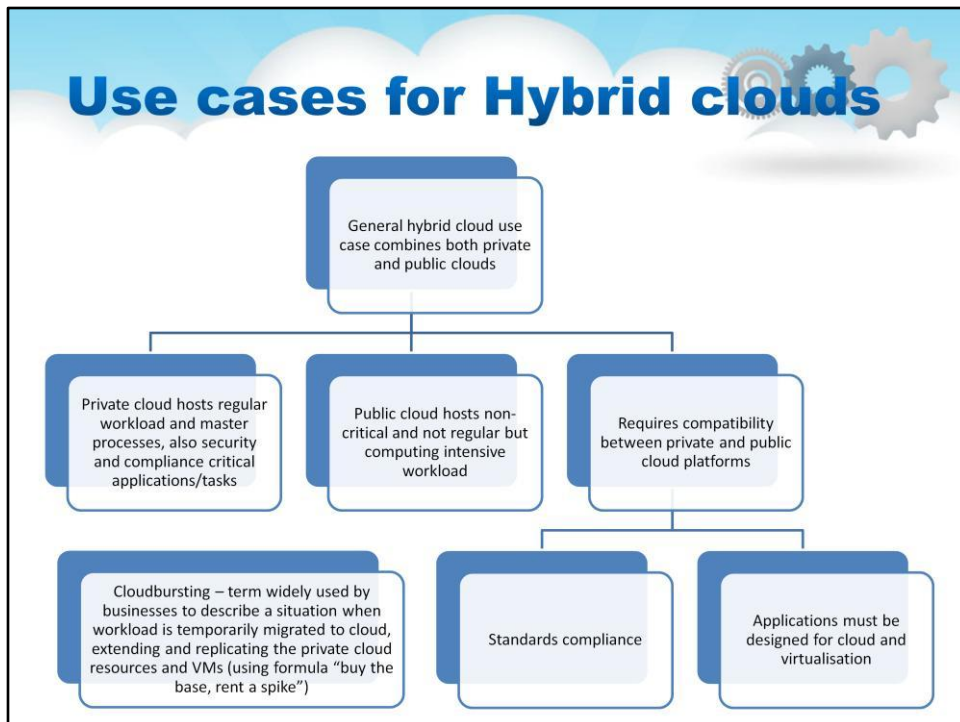 Use cases for Hybrid clouds
General hybrid cloud use
case combines both private
and public clouds
Private cloud hosts regular
workload and master
processes, also security
and compliance critical
applications/tasks
Public cloud hosts non-
critical and not regular but
computing intensive
workload
Requires compatibility
between private and public
cloud platforms
Cloudbursting – term widely used by
businesses to describe a situation when
workload is temporarily migrated to cloud,
extending and replicating the private cloud
resources and VMs (using formula “buy the
base, rent a spike”)
Standards compliance
Applications must be
designed for cloud and
virtualisation